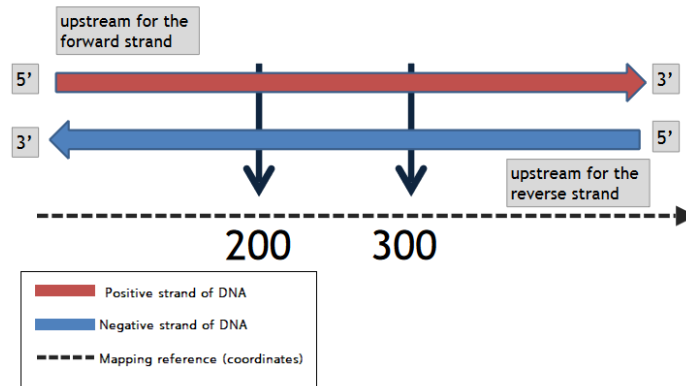 upstream for the
forward strand
5’
3’
3’
5’
upstream for the
reverse strand
200
300
Positive strand of DNA
Negative strand of DNA
Mapping reference (coordinates)